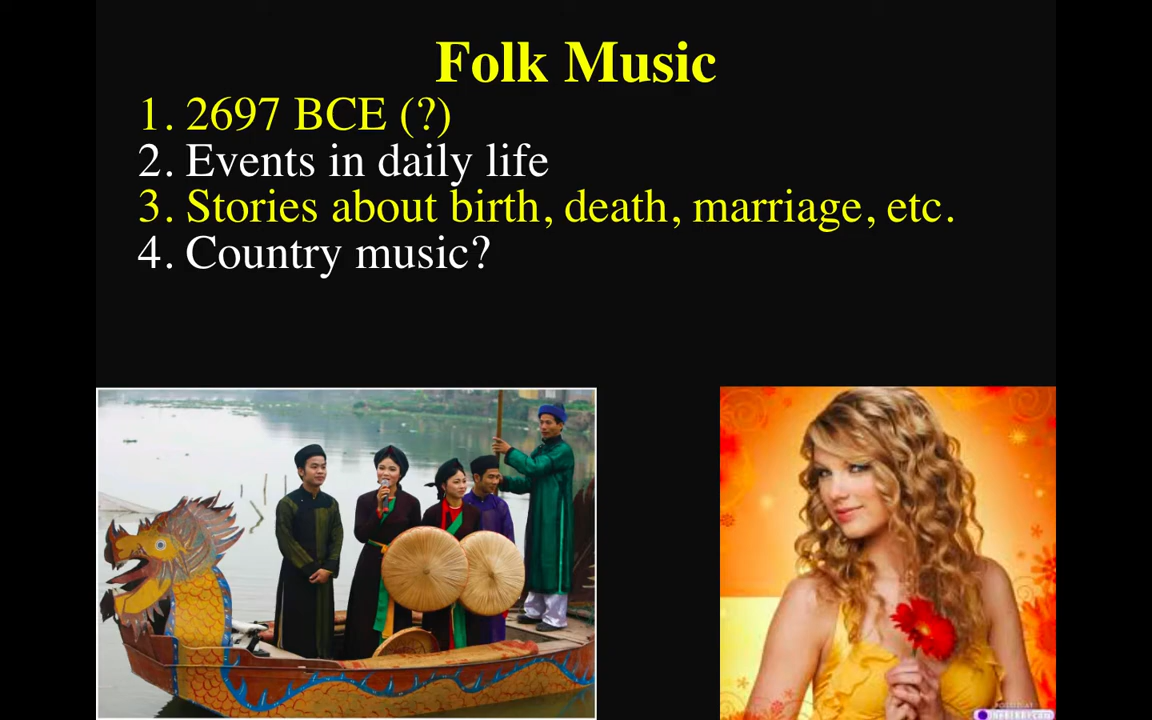 Folk Music
1. 2697 BCE (?)
2. Events in daily life
3. Stories about birth, death, marriage, etc.
4. Country music?